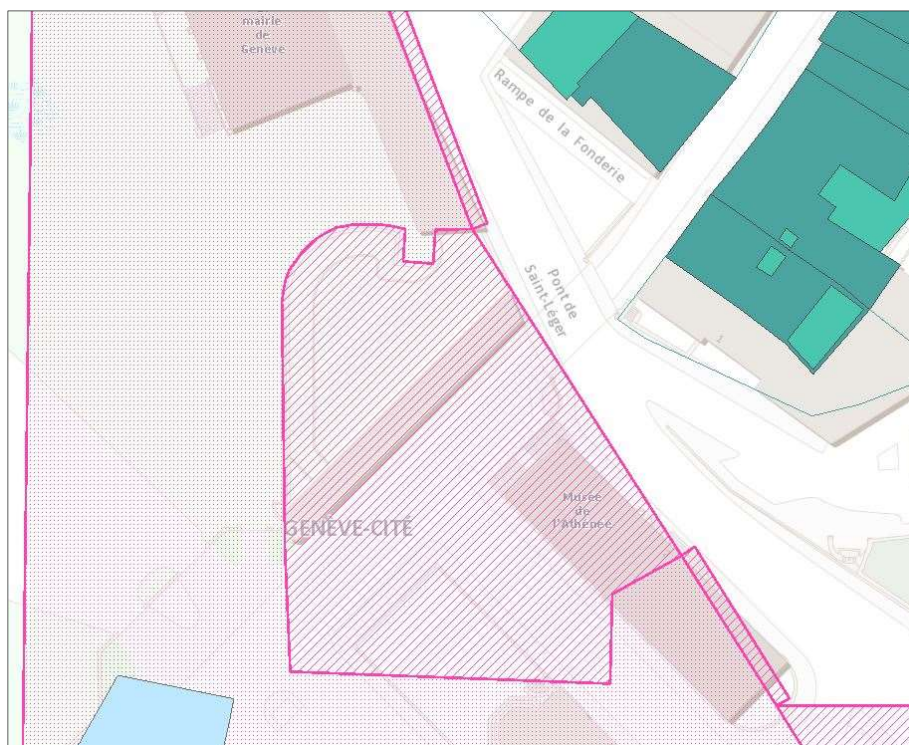 mairie
de
Genève
Rampe de la Fonderie
Pont de
Saint-Léger
Musée
de
l'Athénée
GENÈVE-CITÉ